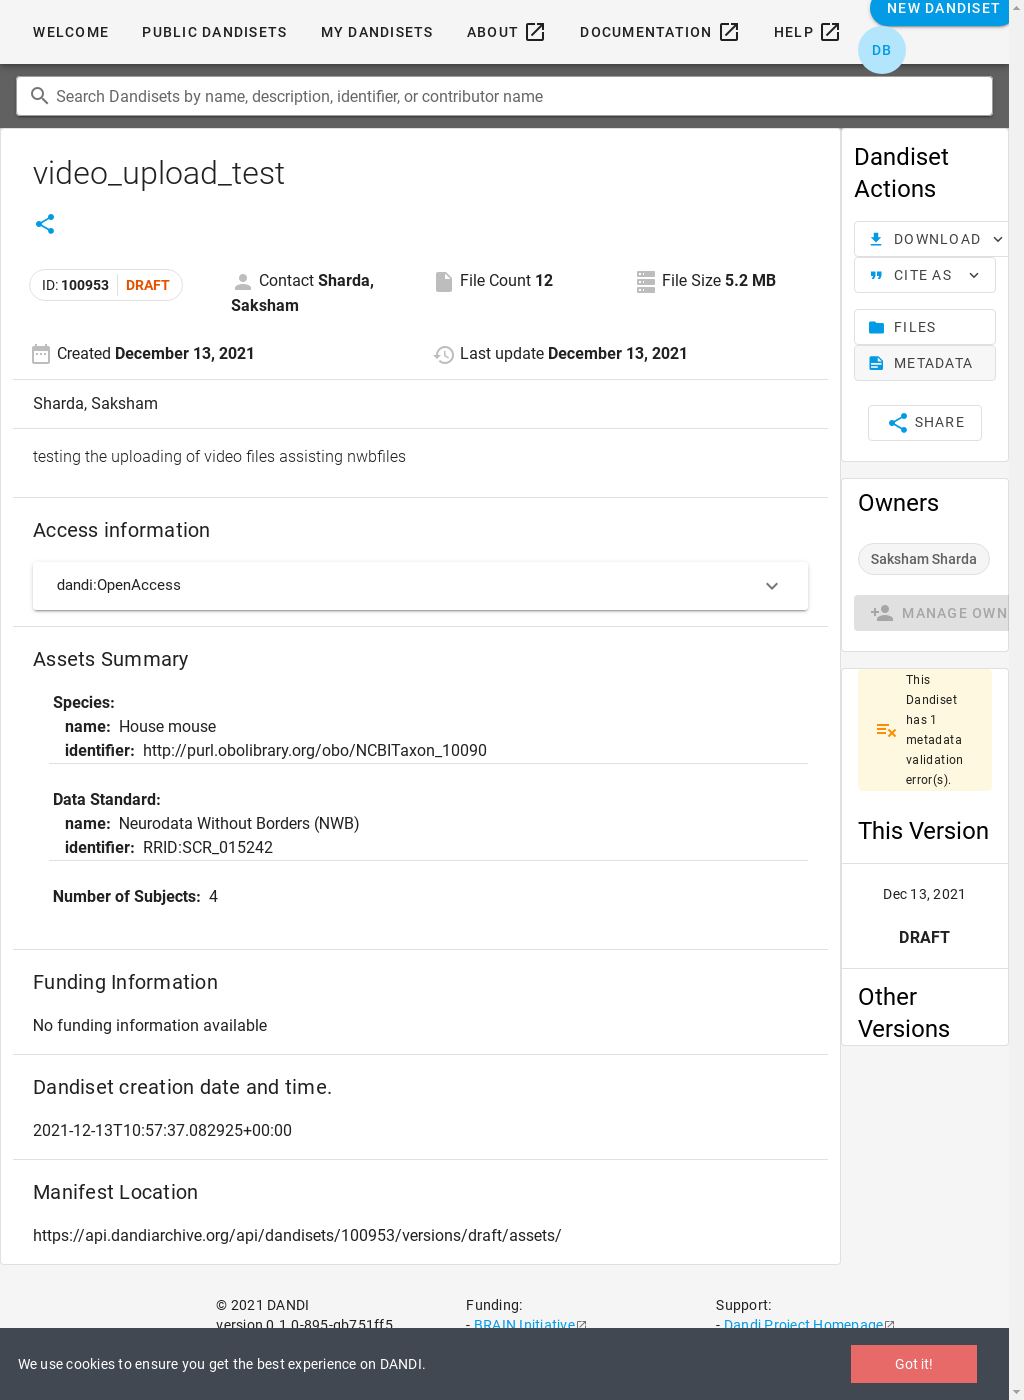 WELCOME PUBLIC DANDISETS MY DANDISETS ABOUT DOCUMENTATION HELP NEW DANDISET
DB
Search Dandisets by name, description, identifier, or contributor name
video_upload_test
ID: 100953 DRAFT
Contact Sharda, Saksham
File Count 12
File Size 5.2 MB
Created December 13, 2021
Last update December 13, 2021
Sharda, Saksham
testing the uploading of video files assisting nwbfiles
Access information
dandi:OpenAccess
Assets Summary
Species:
name: House mouse
identifier: http://purl.obolibrary.org/obo/NCBITaxon_10090
Data Standard:
name: Neurodata Without Borders (NWB)
identifier: RRID:SCR_015242
Number of Subjects: 4
Funding Information
No funding information available
Dandiset creation date and time.
2021-12-13T10:57:37.082925+00:00
Manifest Location
https://api.dandiarchive.org/api/dandisets/100953/versions/draft/assets/
Dandiset
Actions
DOWNLOAD
CITE AS
FILES
METADATA
SHARE
Owners
Saksham Sharda
MANAGE OWN
This
Dandiset
has 1
metadata
validation
error(s).
This Version
Dec 13, 2021
DRAFT
Other
Versions
© 2021 DANDI
version 0.1.0-895-gb751ff5
Funding:
- BRAIN Initiative
Support:
- Dandi Project Homepage
We use cookies to ensure you get the best experience on DANDI.
Got it!